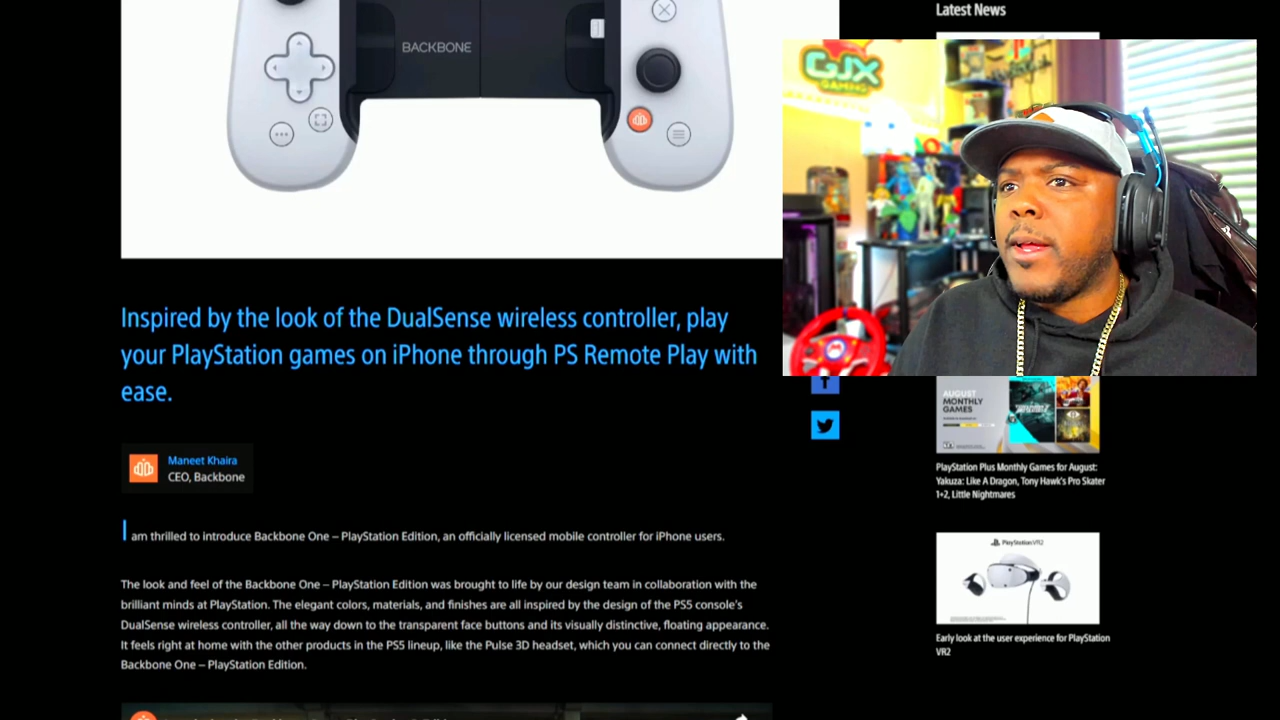 BACKBONE
Inspired by the look of the DualSense wireless controller, play
your PlayStation games on iPhone through PS Remote Play with
ease.
Maneet Khaira
CEO, Backbone
I am thrilled to introduce Backbone One – PlayStation Edition, an officially licensed mobile controller for iPhone users.
The look and feel of the Backbone One – PlayStation Edition was brought to life by our design team in collaboration with the
brilliant minds at PlayStation. The elegant colors, materials, and finishes are all inspired by the design of the PS5 console's
DualSense wireless controller, all the way down to the transparent face buttons and its visually distinctive, floating appearance.
It feels right at home with the other products in the PS5 lineup, like the Pulse 3D headset, which you can connect directly to the
Backbone One – PlayStation Edition.
Latest News
GJX
GAMING
AUGUST
MONTHLY
GAMES
PlayStation Plus Monthly Games for August:
Yakuza: Like A Dragon, Tony Hawk's Pro Skater
1+2, Little Nightmares
PlayStation VR2
Early look at the user experience for PlayStation
VR2